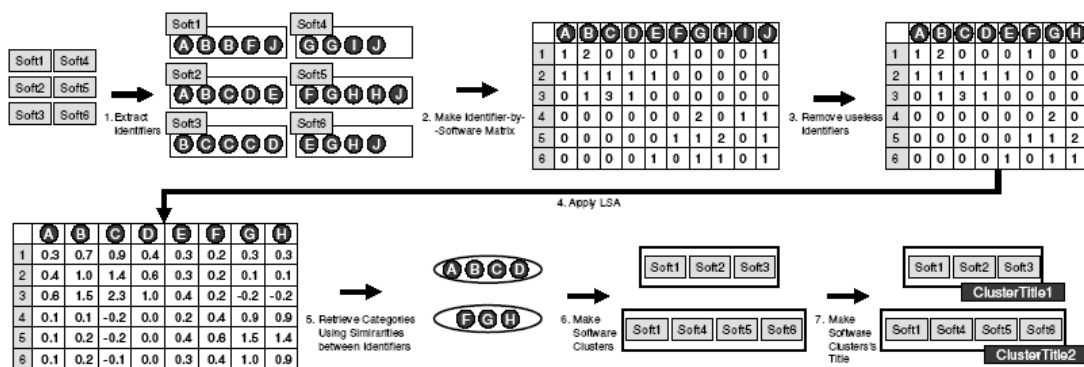 Soft1 Soft4
Soft2 Soft5
Soft3 Soft6
1. Extract
Identifiers
Soft1
A B B F J
Soft4
G G I J
Soft2
A B C D E
Soft5
F G H H J
Soft3
B C C C D
Soft6
E G H J
2. Make Identifier-by-
-Software Matrix
A B C D E F G H I J
1 1 2 0 0 0 1 0 0 0 1
2 1 1 1 1 1 0 0 0 0 0
3 0 1 3 1 0 0 0 0 0 0
4 0 0 0 0 0 0 2 0 1 1
5 0 0 0 0 0 1 1 2 0 1
6 0 0 0 0 1 0 1 1 0 1
3. Remove useless
Identifiers
A B C D E F G H
1 1 2 0 0 0 1 0 0
2 1 1 1 1 1 0 0 0
3 0 1 3 1 0 0 0 0
4 0 0 0 0 0 0 2 0
5 0 0 0 0 0 1 1 2
6 0 0 0 0 1 0 1 1
4. Apply LSA
A B C D E F G H
1 0.3 0.7 0.9 0.4 0.3 0.2 0.3 0.3
2 0.4 1.0 1.4 0.6 0.3 0.2 0.1 0.1
3 0.6 1.5 2.3 1.0 0.4 0.2 -0.2 -0.2
4 0.1 0.1 -0.2 0.0 0.2 0.4 0.9 0.9
5 0.1 0.2 -0.2 0.0 0.4 0.6 1.5 1.4
6 0.1 0.2 -0.1 0.0 0.3 0.4 1.0 0.9
5. Retrieve Categories
Using Similarities
between Identifiers
A B C D
F G H
6. Make
Software
Clusters
Soft1 Soft2 Soft3
Soft1 Soft4 Soft5 Soft6
7. Make
Software
Clusters's
Title
Soft1 Soft2 Soft3
ClusterTitle1
Soft1 Soft4 Soft5 Soft6
ClusterTitle2